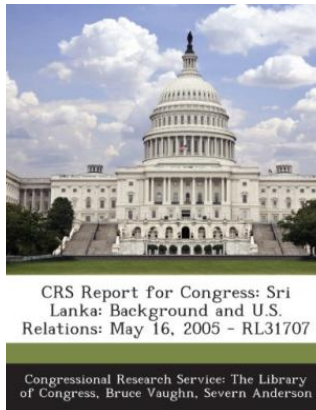 CRS Report for Congress: Sri
Lanka: Background and U.S.
Relations: May 16, 2005 - RL31707
Congressional Research Service: The Library
of Congress, Bruce Vaughn, Severn Anderson